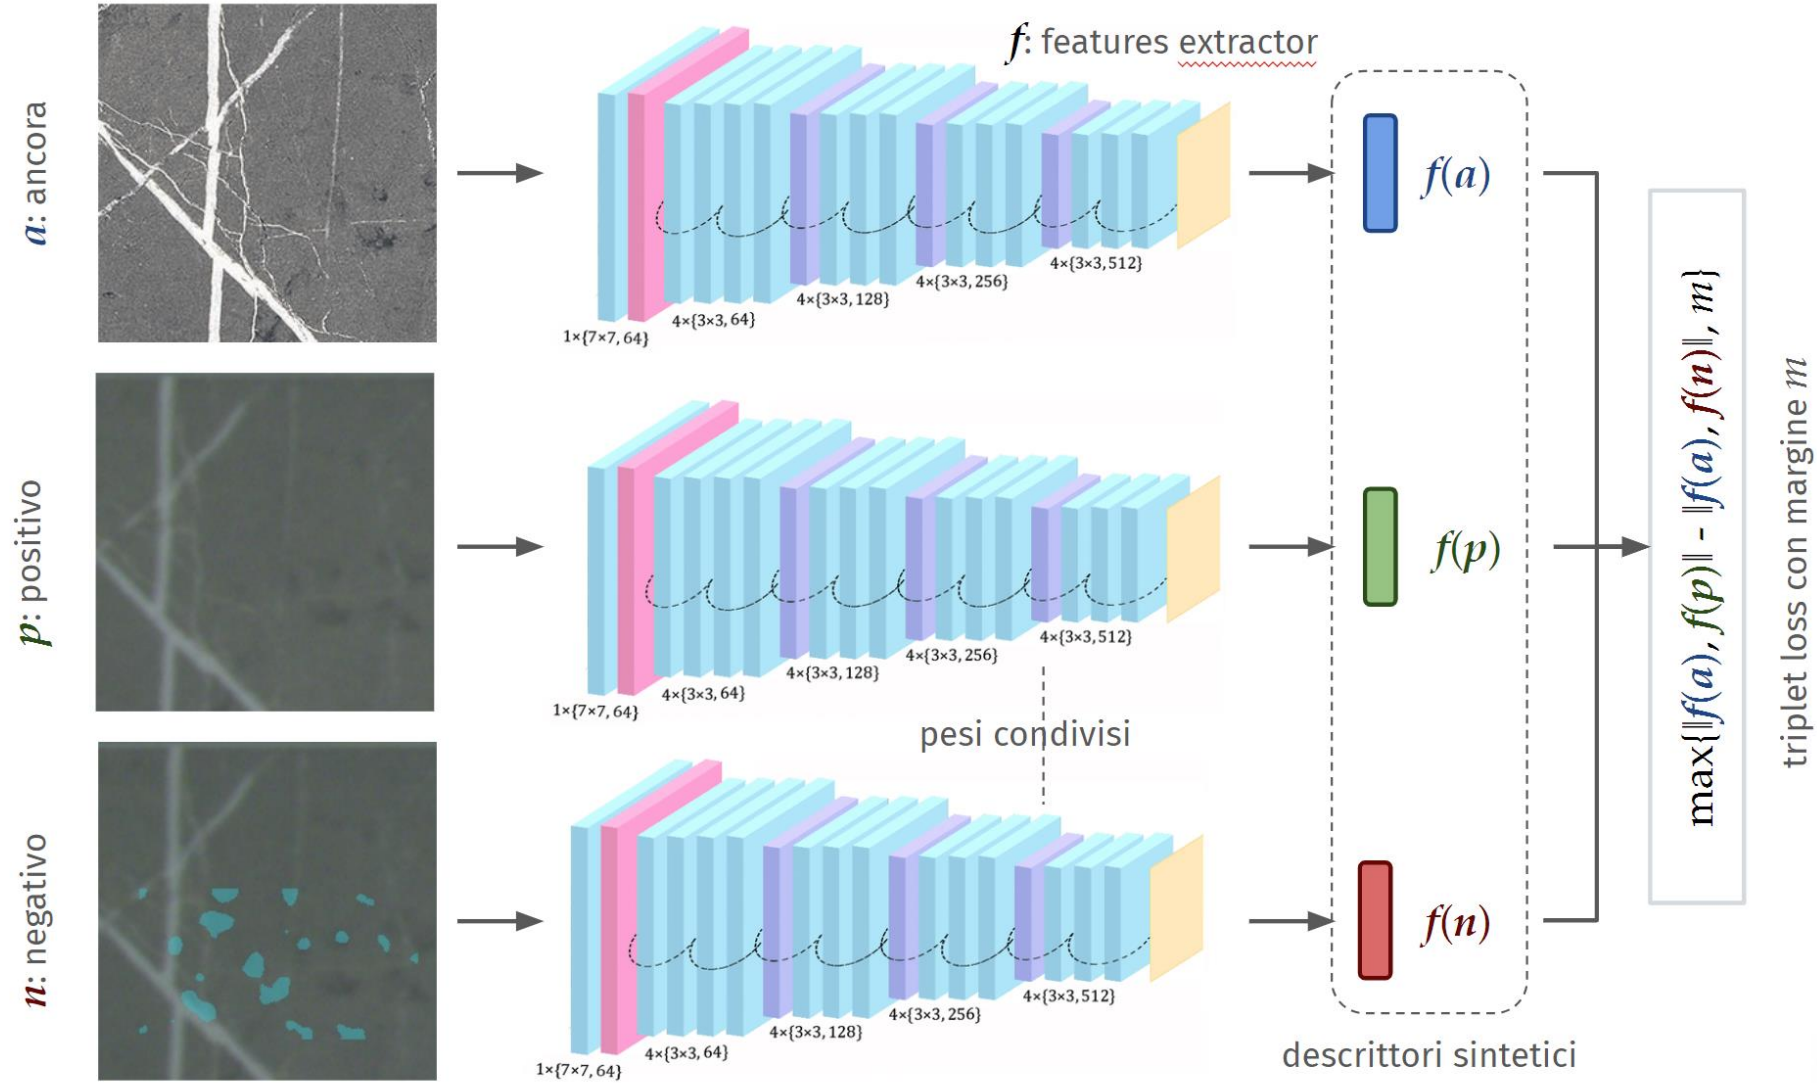 f: features extractor
a: ancora
1×{7×7, 64}
4×{3×3, 64}
4×{3×3, 128}
4×{3×3, 256}
4×{3×3, 512}
f(a)
p: positivo
1×{7×7, 64}
4×{3×3, 64}
4×{3×3, 128}
4×{3×3, 256}
4×{3×3, 512}
f(p)
pesi condivisi
n: negativo
1×{7×7, 64}
4×{3×3, 64}
4×{3×3, 128}
4×{3×3, 256}
4×{3×3, 512}
f(n)
descrittori sintetici
max{‖f(a), f(p)‖ - ‖f(a), f(n)‖, m}
triplet loss con margine m